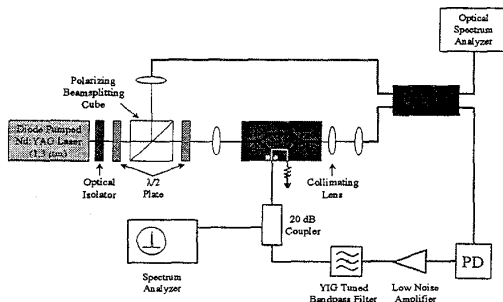 Optical
Spectrum
Analyzer
Polarizing
Beamsplitting
Cube
Diode Pumped
Nd:YAG Laser
(1.3 μm)
Optical
Isolator
λ/2
Plate
Collimating
Lens
20 dB
Coupler
Spectrum
Analyzer
YIG Tuned
Bandpass Filter
Low Noise
Amplifier
PD